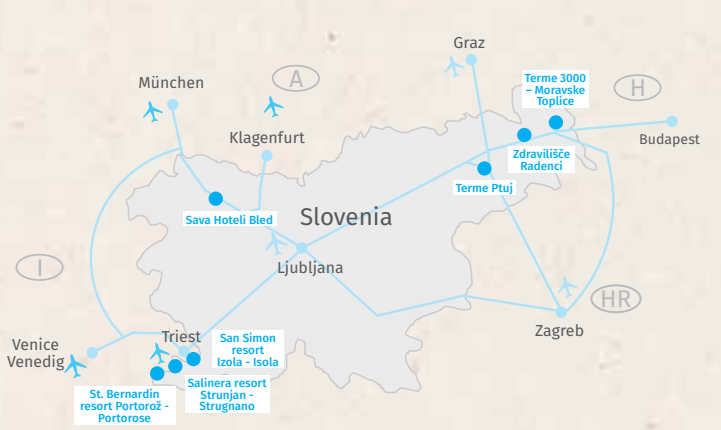 Graz
München
A
Terme 3000
– Moravske
Toplice
H
Klagenfurt
Budapest
Zdravilišče
Radenci
Terme Ptuj
Sava Hoteli Bled
Slovenia
I
Ljubljana
HR
Zagreb
Triest
Venice
Venedig
San Simon
resort
Izola - Isola
St. Bernardin
resort Portorož -
Portorose
Salinera resort
Strunjan -
Strugnano